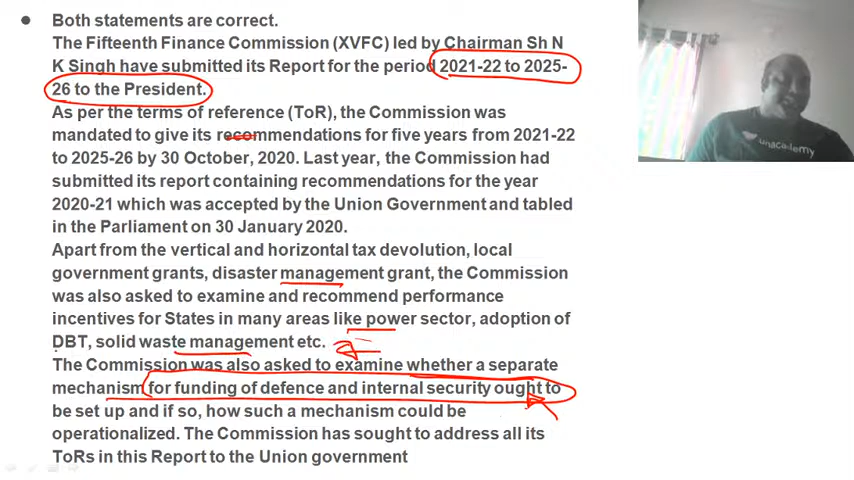 Both statements are correct.
The Fifteenth Finance Commission (XVFC) led by Chairman Sh N
K Singh have submitted its Report for the period 2021-22 to 2025-
26 to the President.
As per the terms of reference (ToR), the Commission was
mandated to give its recommendations for five years from 2021-22
to 2025-26 by 30 October, 2020. Last year, the Commission had
submitted its report containing recommendations for the year
2020-21 which was accepted by the Union Government and tabled
in the Parliament on 30 January 2020.
Apart from the vertical and horizontal tax devolution, local
government grants, disaster management grant, the Commission
was also asked to examine and recommend performance
incentives for States in many areas like power sector, adoption of
DBT, solid waste management etc.
The Commission was also asked to examine whether a separate
mechanism for funding of defence and internal security ought to
be set up and if so, how such a mechanism could be
operationalized. The Commission has sought to address all its
ToRs in this Report to the Union government
unacademy